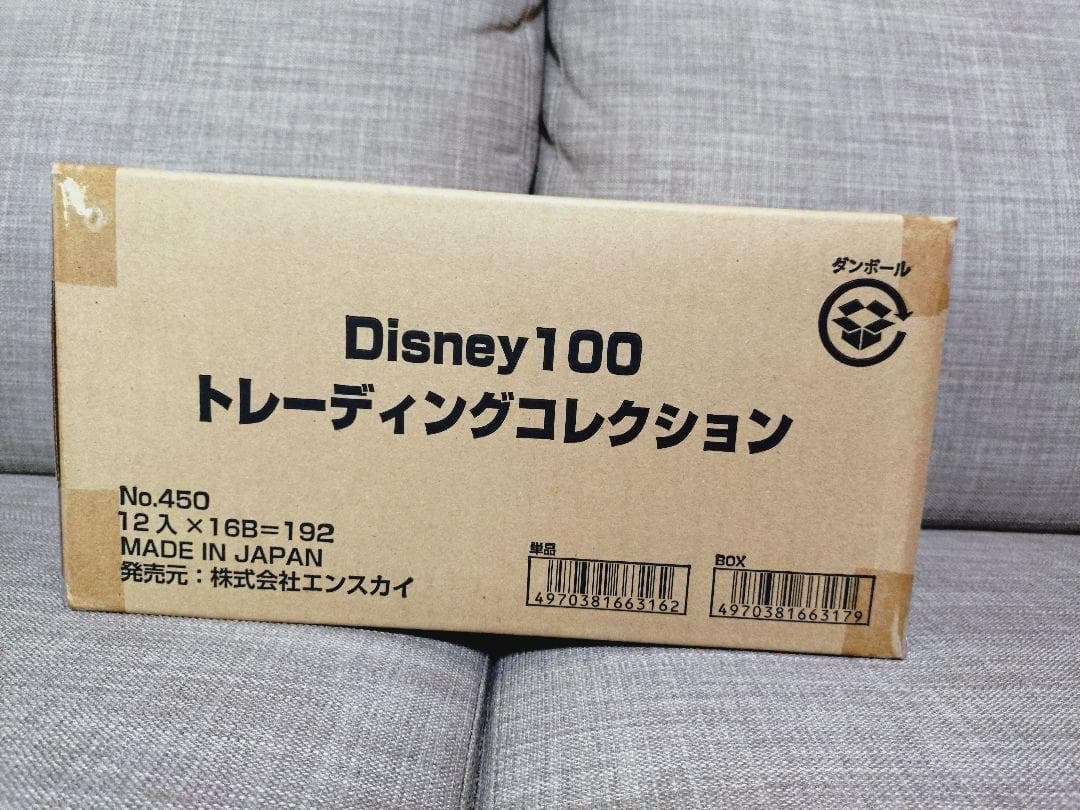 ダンボール
Disney100
トレーディングコレクション
No.450
12入×16B=192
MADE IN JAPAN
発売元:株式会社エンスカイ
単品
4970381663162
BOX
4970381663179